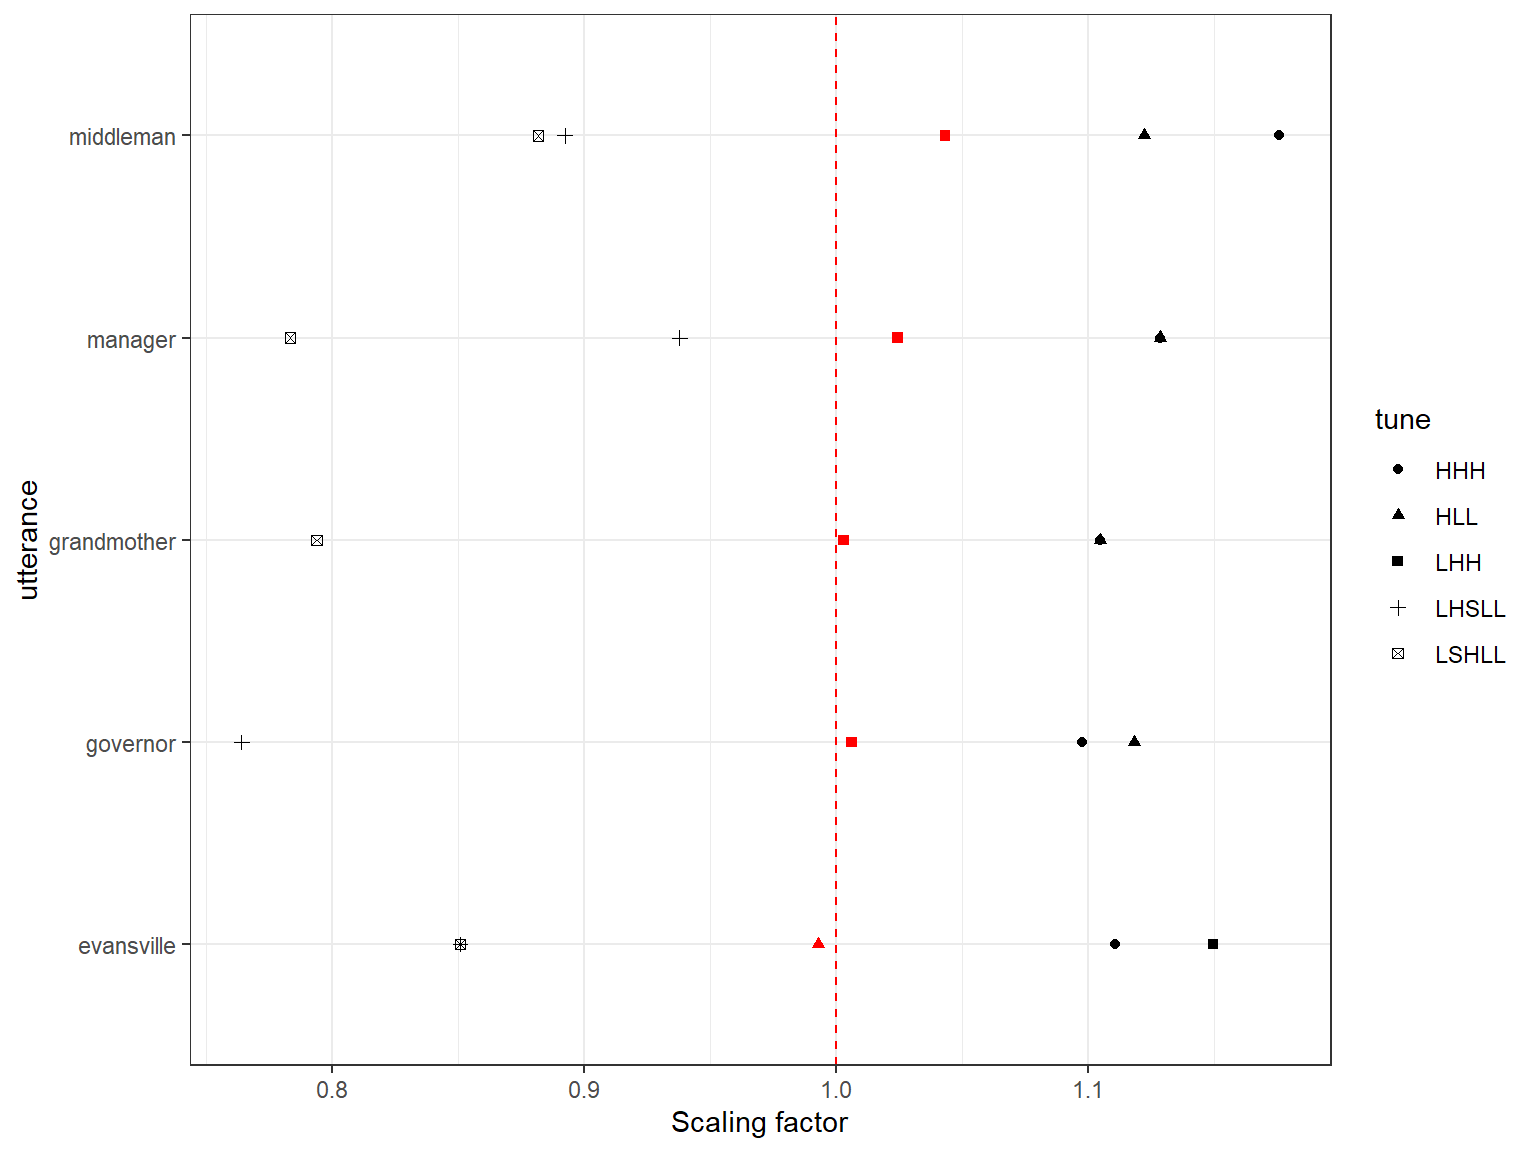 middleman
manager
grandmother
governor
evansville
utterance
0.8 0.9 1.0 1.1
Scaling factor
tune
HHH
HLL
LHH
LHSLL
LSHLL